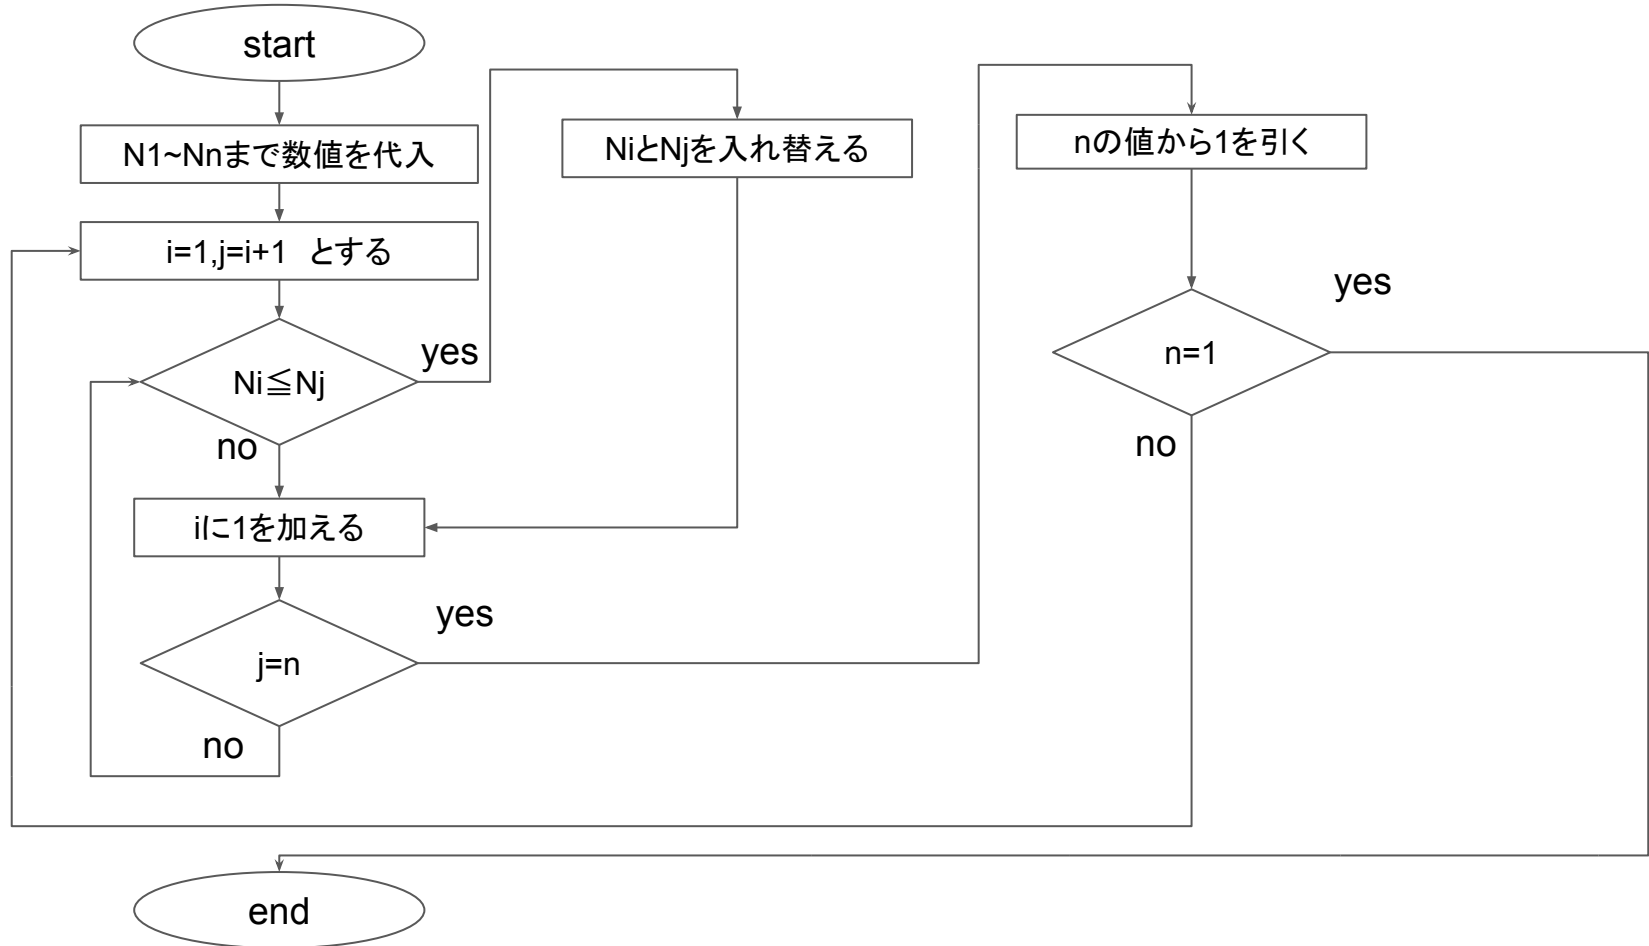 start
N1~Nnまで数値を代入
i=1,j=i+1　とする
Ni≦Nj
yes
no
iに1を加える
j=n
yes
no
NiとNjを入れ替える
nの値から1を引く
n=1
yes
no
end